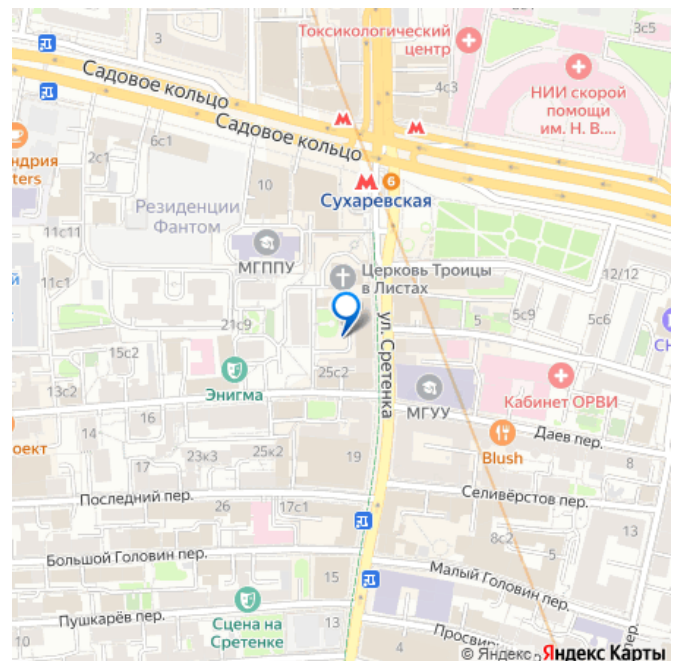 3
3с5
Токсикологический
центр
4с3
НИИ скорой
помощи
им. Н. В....
Садовое кольцо
Садовое кольцо
ндрия
ters
2с1
6с1
10
6
Сухаревская
Резиденции
Фантом
11с11
МГППУ
Церковь Троицы
в Листах
12/12
ий
11с1
21с9
5
5с9
5с6
СН
ул. Сретенка
15с2
25с2
Энигма
13с2
МГУУ
Кабинет ОРВИ
16
14
оект
23к3
25к2
19
Даев пер.
Blush
8
Последний пер.
26
17с1
Селивёрстов пер.
13
8с2
5
Большой Головин пер.
15
Малый Головин пер.
Пушкарёв пер.
Сцена на
Сретенке
4
Просвир
© Яндекс Яндекс Карты